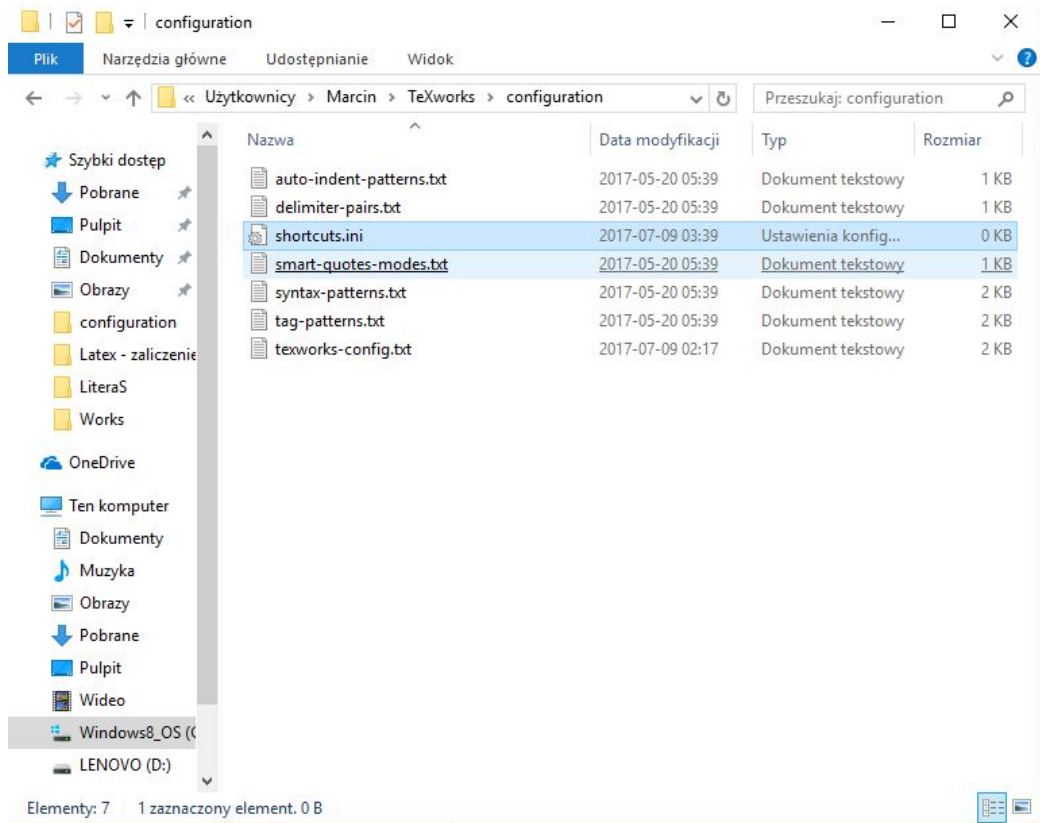 configuration
Plik Narzędzia główne Udostępnianie Widok
« Użytkownicy > Marcin > TeXworks > configuration Przeszukaj: configuration
Nazwa Data modyfikacji Typ Rozmiar
Szybki dostęp
Pobrane
Pulpit
Dokumenty
Obrazy
configuration
Latex - zaliczenie
LiteraS
Works
OneDrive
Ten komputer
Dokumenty
Muzyka
Obrazy
Pobrane
Pulpit
Wideo
Windows8_OS (C
LENOVO (D:)
auto-indent-patterns.txt 2017-05-20 05:39 Dokument tekstowy 1 KB
delimiter-pairs.txt 2017-05-20 05:39 Dokument tekstowy 1 KB
shortcuts.ini 2017-07-09 03:39 Ustawienia konfig... 0 KB
smart-quotes-modes.txt 2017-05-20 05:39 Dokument tekstowy 1 KB
syntax-patterns.txt 2017-05-20 05:39 Dokument tekstowy 2 KB
tag-patterns.txt 2017-05-20 05:39 Dokument tekstowy 2 KB
texworks-config.txt 2017-07-09 02:17 Dokument tekstowy 2 KB
Elementy: 7 1 zaznaczony element. 0 B